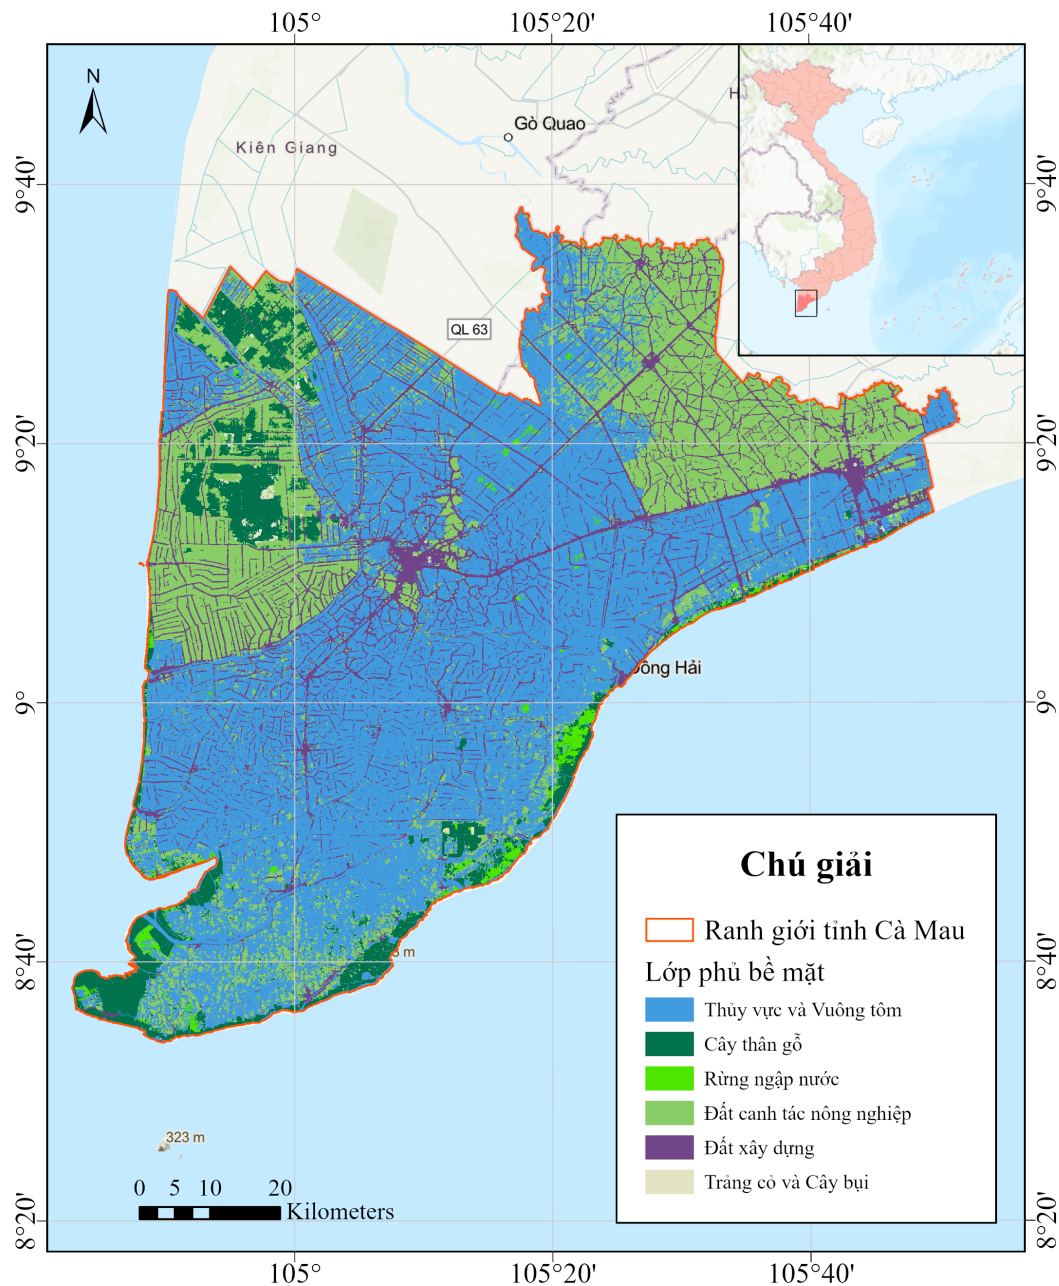 105°
105°20'
105°40'
N
Gò Quao
Kiên Giang
H
9°40'
9°40'
QL 63
9°20'
9°20'
Đông Hải
9°
9°
Chú giải
Ranh giới tỉnh Cà Mau
Lớp phủ bề mặt
Thủy vực và Vuông tôm
Cây thân gỗ
Rừng ngập nước
Đất canh tác nông nghiệp
Đất xây dựng
Trảng cỏ và Cây bụi
8°40'
8°40'
3 m
323 m
0 5 10 20
Kilometers
8°20'
8°20'
105°
105°20'
105°40'